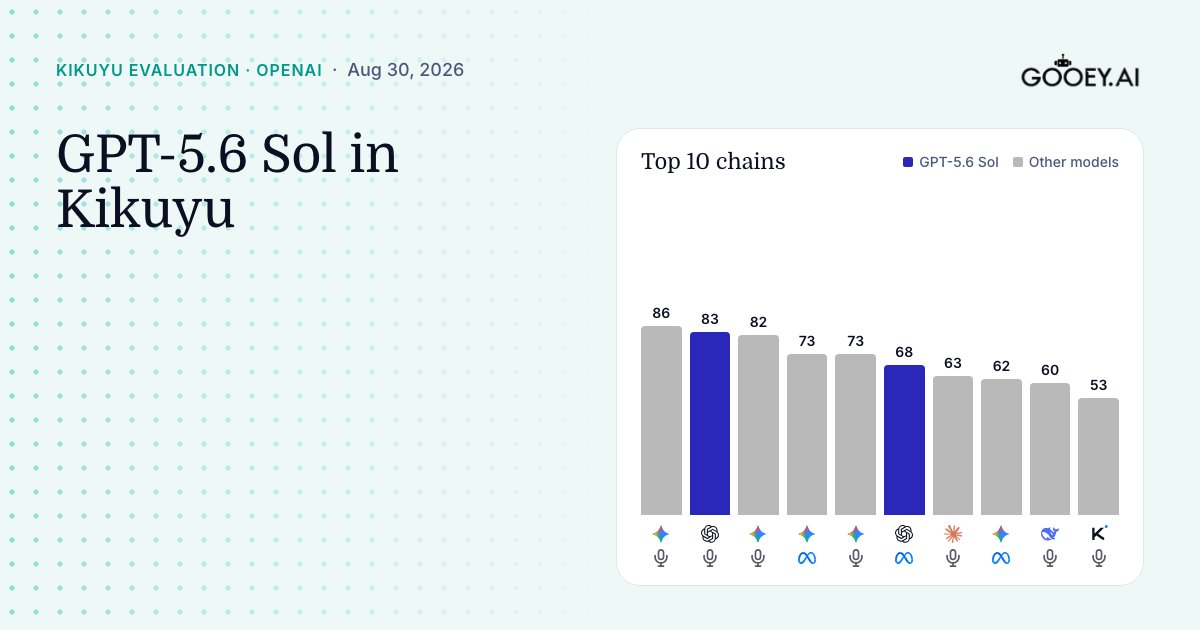 KIKUYU EVALUATION · OPENAI · Aug 30, 2026
GOOEY.AI
GPT-5.6 Sol in
Kikuyu
Top 10 chains
GPT-5.6 Sol
Other models
86
83
82
73
73
68
63
62
60
53